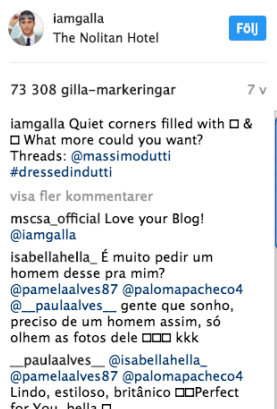 iamgalla
The Nolitan Hotel
Följ
73 308 gilla-markeringar
7 v
iamgalla Quiet corners filled with □ &
□ What more could you want?
Threads: @massimodutti
#dressedindutti
visa fler kommentarer
mscsa_official Love your Blog!
@iamgalla
isabellahella_ É muito pedir um
homem desse pra mim?
@pamelaalves87 @palomapacheco4
@__paulaalves__ gente que sonho,
preciso de um homem assim, só
olhem as fotos dele □□□ kkk
__paulaalves__ @isabellahella_
@pamelaalves87 @palomapacheco4
Lindo, estiloso, britânico □□Perfect
for You, bella □